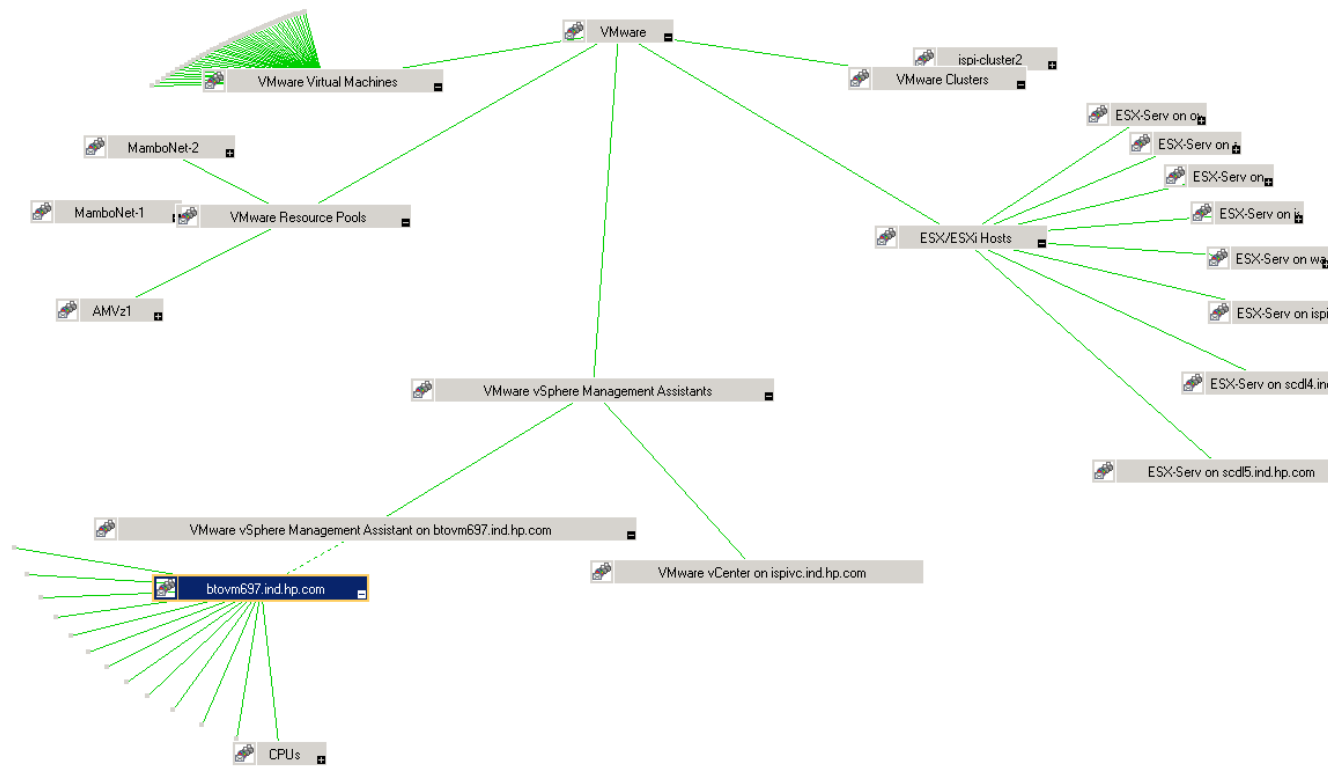 VMware
ispi-cluster2
VMware Clusters
VMware Virtual Machines
ESX-Serv on
ESX-Serv on
MamboNet-2
ESX-Serv on
MamboNet-1
VMware Resource Pools
ESX-Serv on
ESX/ESXi Hosts
ESX-Serv on
AMVz1
ESX-Serv on ispi
ESX-Serv on scdl4.ind
VMware vSphere Management Assistants
ESX-Serv on scdl5.ind.hp.com
VMware vSphere Management Assistant on btovm697.ind.hp.com
VMware vCenter on ispivc.ind.hp.com
btovm697.ind.hp.com
CPUs